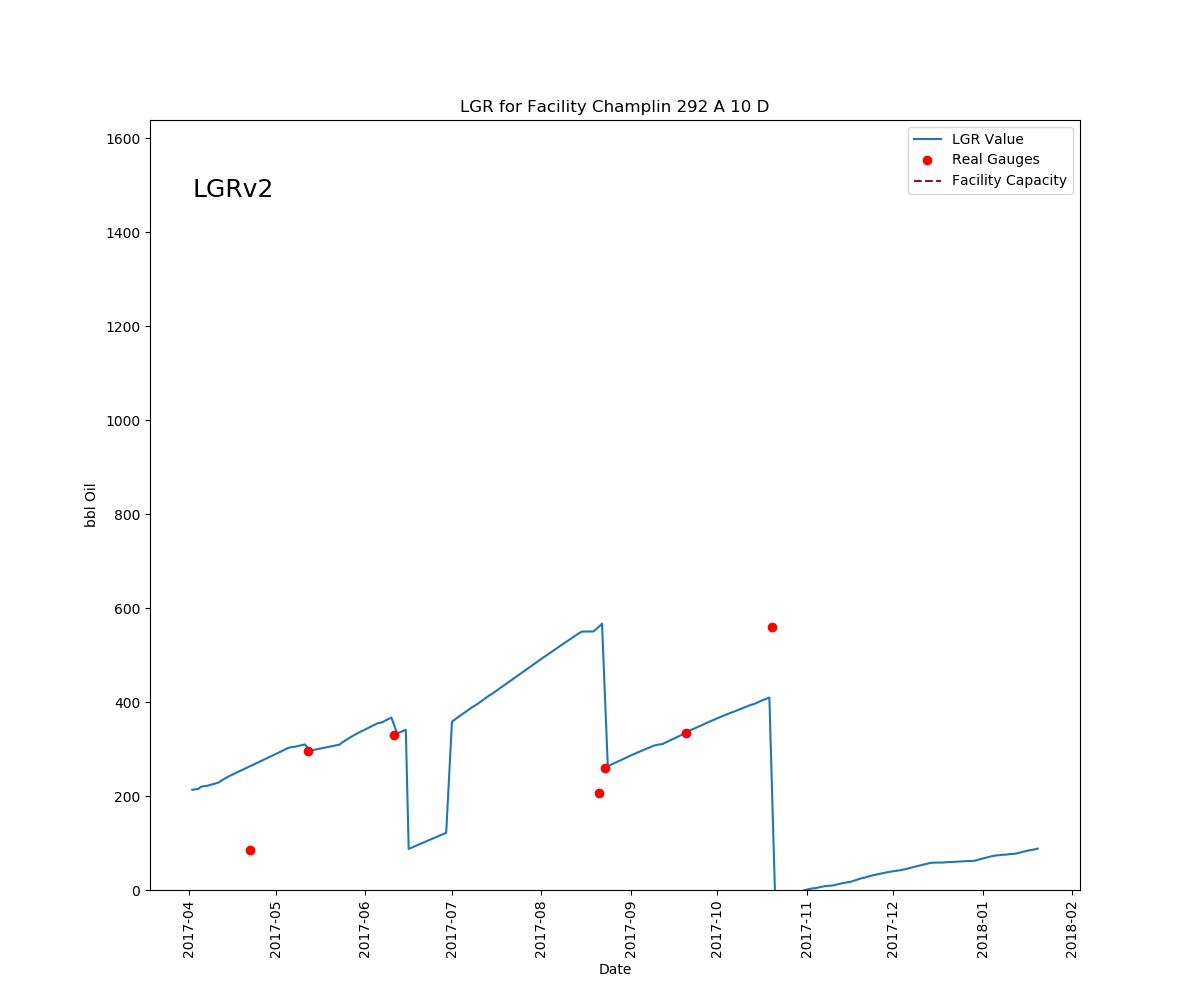 LGR for Facility Champlin 292 A 10 D
LGRv2
LGR Value
Real Gauges
Facility Capacity
bbl Oil
1600
1400
1200
1000
800
600
400
200
0
2017-04
2017-05
2017-06
2017-07
2017-08
2017-09
2017-10
2017-11
2017-12
2018-01
2018-02
Date